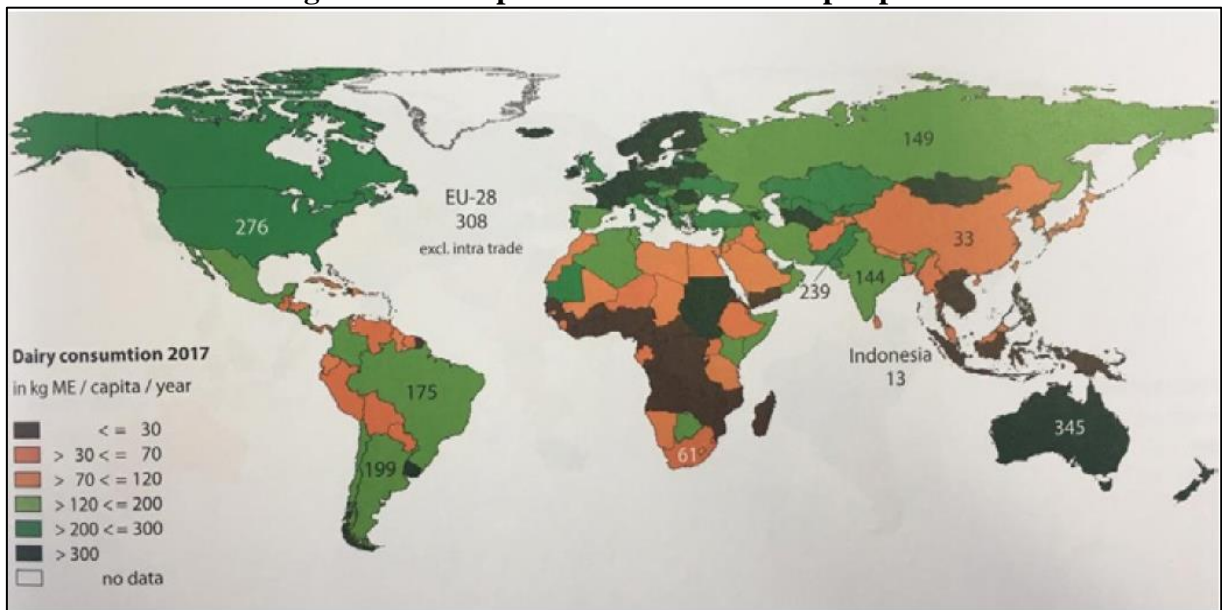 EU-28
308
excl. intra trade
276
149
33
239
144
Indonesia
13
175
199
61
345
Dairy consumtion 2017
in kg ME / capita / year
< = 30
> 30 < = 70
> 70 < = 120
> 120 < = 200
> 200 < = 300
> 300
no data